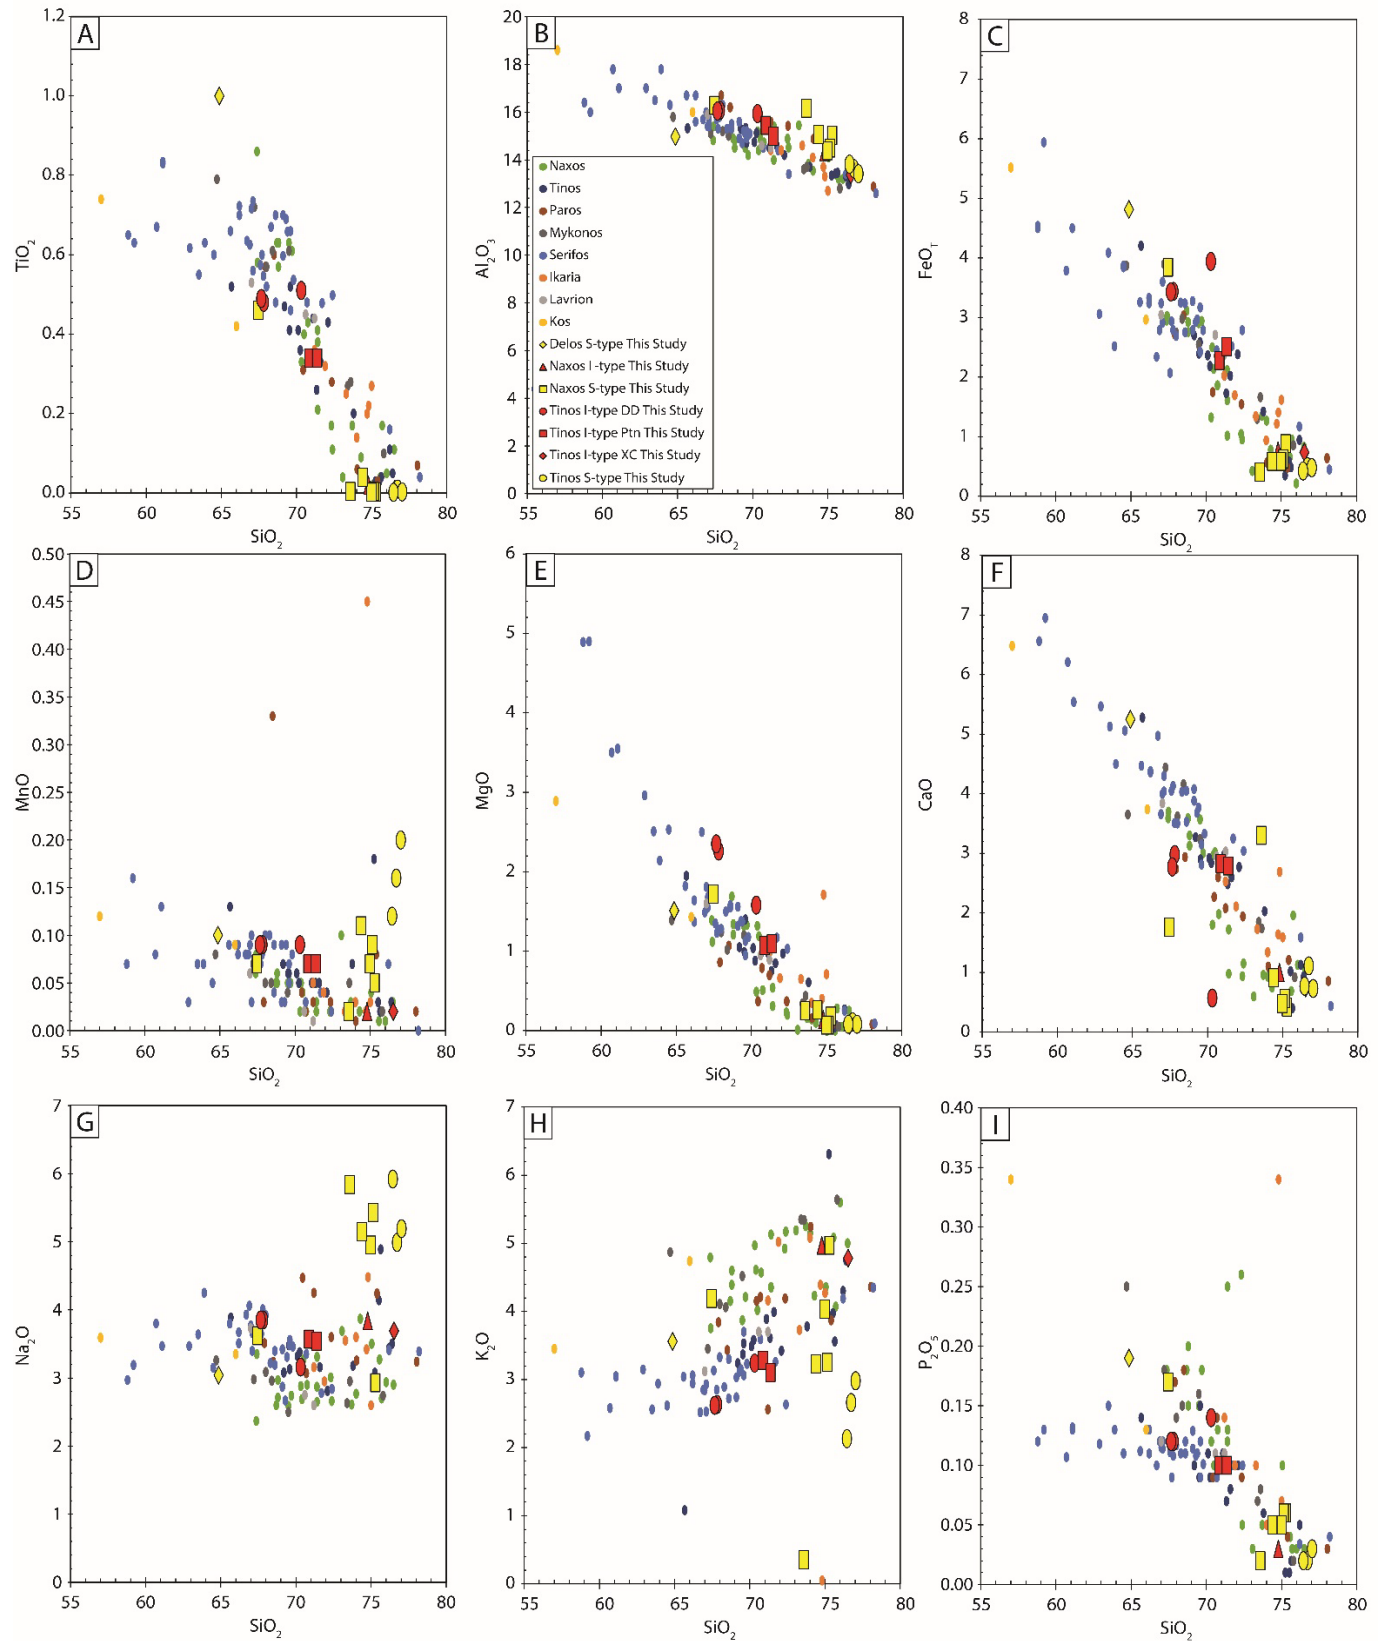 A
TiO2
1.2
1.0
0.8
0.6
0.4
0.2
0.0
55 60 65 70 75 80
SiO2
B
Al2O3
20
18
16
14
12
10
8
6
4
2
0
Naxos
Tinos
Paros
Mykonos
Serifos
Ikaria
Lavrion
Kos
Delos S-type This Study
Naxos I -type This Study
Naxos S-type This Study
Tinos I-type DD This Study
Tinos I-type Ptn This Study
Tinos I-type XC This Study
Tinos S-type This Study
55 60 65 70 75 80
SiO2
C
FeOT
8
7
6
5
4
3
2
1
0
55 60 65 70 75 80
SiO2
D
MnO
0.50
0.45
0.40
0.35
0.30
0.25
0.20
0.15
0.10
0.05
0.00
55 60 65 70 75 80
SiO2
E
MgO
6
5
4
3
2
1
0
55 60 65 70 75 80
SiO2
F
CaO
8
7
6
5
4
3
2
1
0
55 60 65 70 75 80
SiO2
G
Na2O
7
6
5
4
3
2
1
0
55 60 65 70 75 80
SiO2
H
K2O
7
6
5
4
3
2
1
0
55 60 65 70 75 80
SiO2
I
P2O5
0.40
0.35
0.30
0.25
0.20
0.15
0.10
0.05
0.00
55 60 65 70 75 80
SiO2